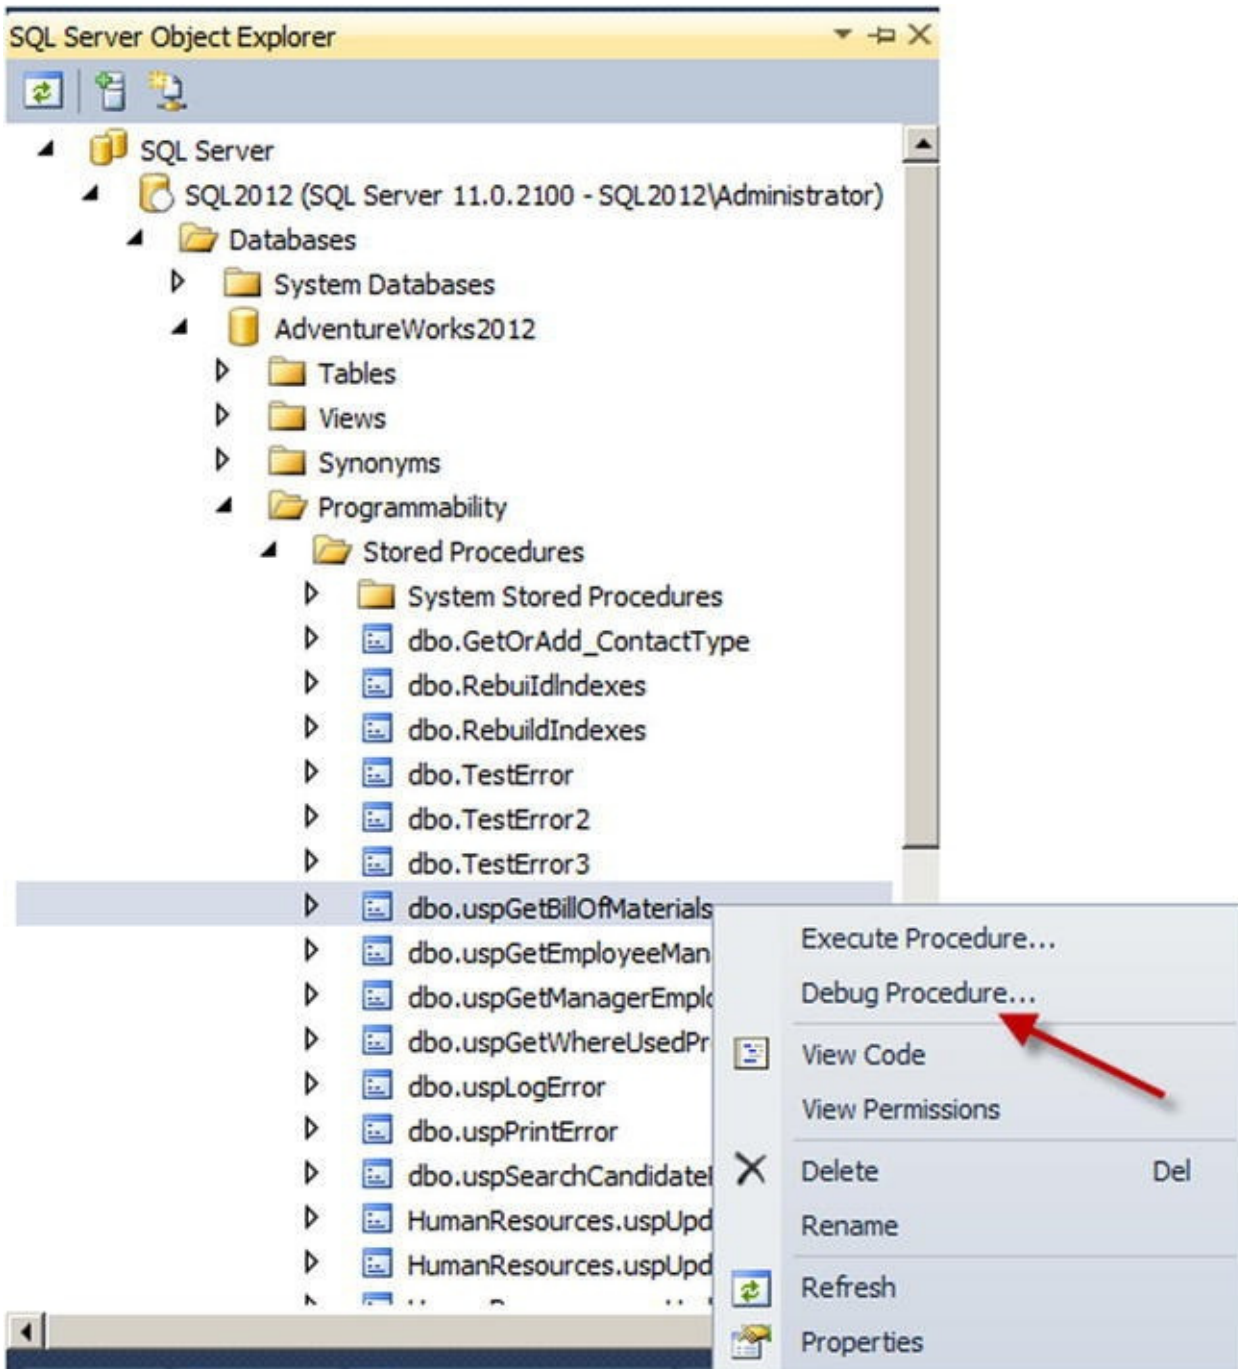 SQL Server Object Explorer
SQL Server
SQL2012 (SQL Server 11.0.2100 - SQL2012\Administrator)
Databases
System Databases
AdventureWorks2012
Tables
Views
Synonyms
Programmability
Stored Procedures
System Stored Procedures
dbo.GetOrAdd_ContactType
dbo.RebuiIdlndexes
dbo.RebuildIndexes
dbo.TestError
dbo.TestError2
dbo.TestError3
dbo.uspGetBillOfMaterials
dbo.uspGetEmployeeMan
dbo.uspGetManagerEmplo
dbo.uspGetWhereUsedPr
dbo.uspLogError
dbo.uspPrintError
dbo.uspSearchCandidate
HumanResources.uspUpd
HumanResources.uspUpd
Execute Procedure...
Debug Procedure...
View Code
View Permissions
Delete Del
Rename
Refresh
Properties